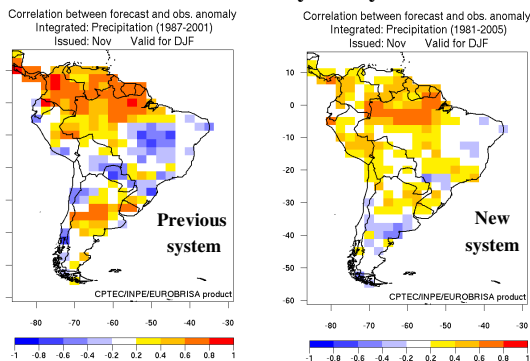 Correlation between forecast and obs. anomaly
Integrated: Precipitation (1987-2001)
Issued: Nov Valid for DJF
Previous
system
CPTEC/INPE/EUROBRISA product
-80 -70 -60 -50 -40 -30
-1 -0.8 -0.6 -0.4 -0.2 0 0.2 0.4 0.6 0.8 1
Correlation between forecast and obs. anomaly
Integrated: Precipitation (1981-2005)
Issued: Nov Valid for DJF
10
0
-10
-20
-30
-40
-50
-60
New
system
CPTEC/INPE/EUROBRISA product
-80 -70 -60 -50 -40 -30
-1 -0.8 -0.6 -0.4 -0.2 0 0.2 0.4 0.6 0.8 1